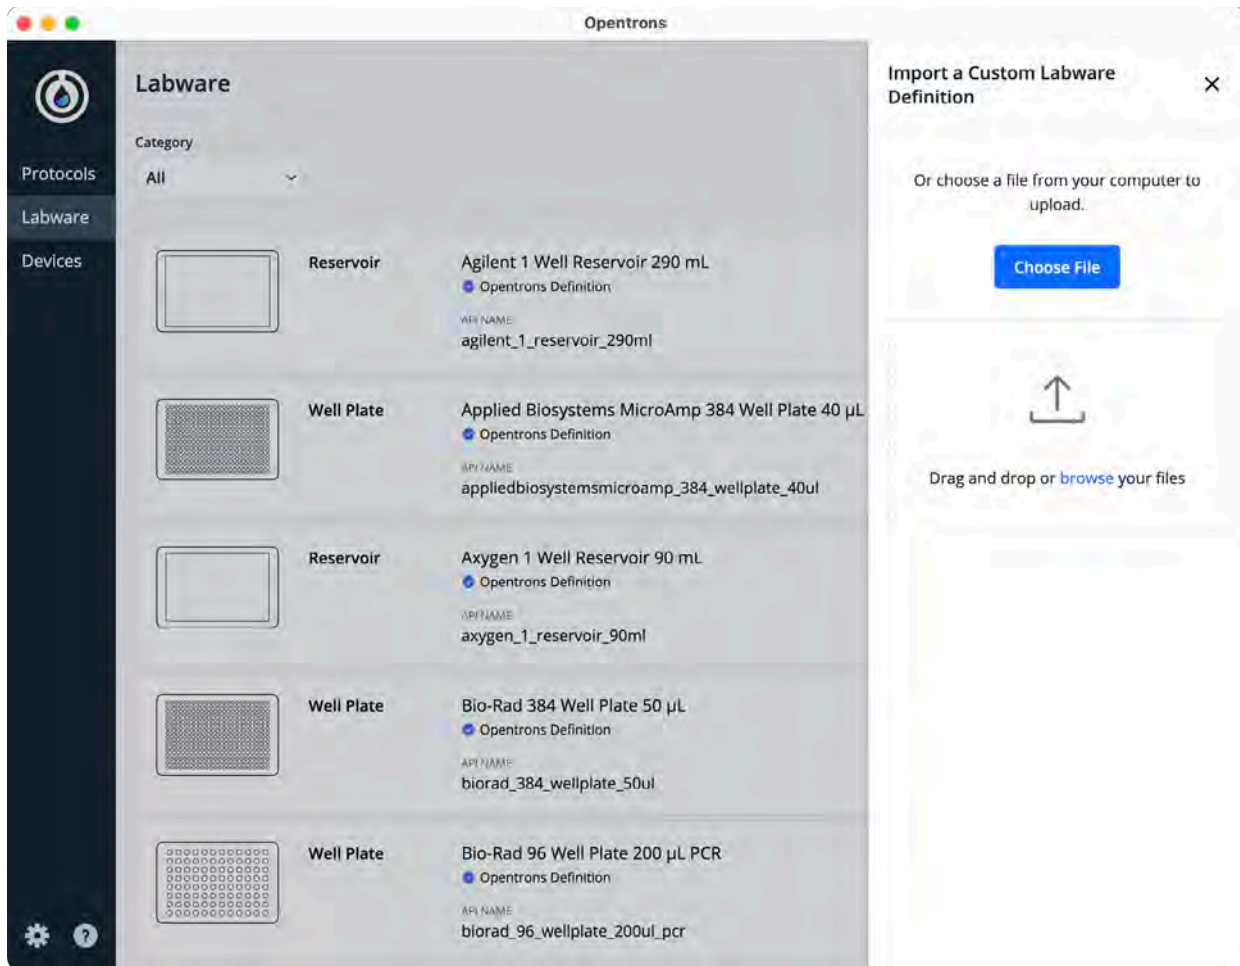 Opentrons
Protocols
Labware
Devices
Labware
Category
All
Reservoir
Agilent 1 Well Reservoir 290 mL
Opentrons Definition
API NAME
agilent_1_reservoir_290ml
Well Plate
Applied Biosystems MicroAmp 384 Well Plate 40 µL
Opentrons Definition
API NAME
appliedbiosystemsmicroamp_384_wellplate_40ul
Reservoir
Axygen 1 Well Reservoir 90 mL
Opentrons Definition
API NAME
axygen_1_reservoir_90ml
Well Plate
Bio-Rad 384 Well Plate 50 µL
Opentrons Definition
API NAME
biorad_384_wellplate_50ul
Well Plate
Bio-Rad 96 Well Plate 200 µL PCR
Opentrons Definition
API NAME
biorad_96_wellplate_200ul_pcr
Import a Custom Labware
Definition
Or choose a file from your computer to
upload.
Choose File
Drag and drop or browse your files